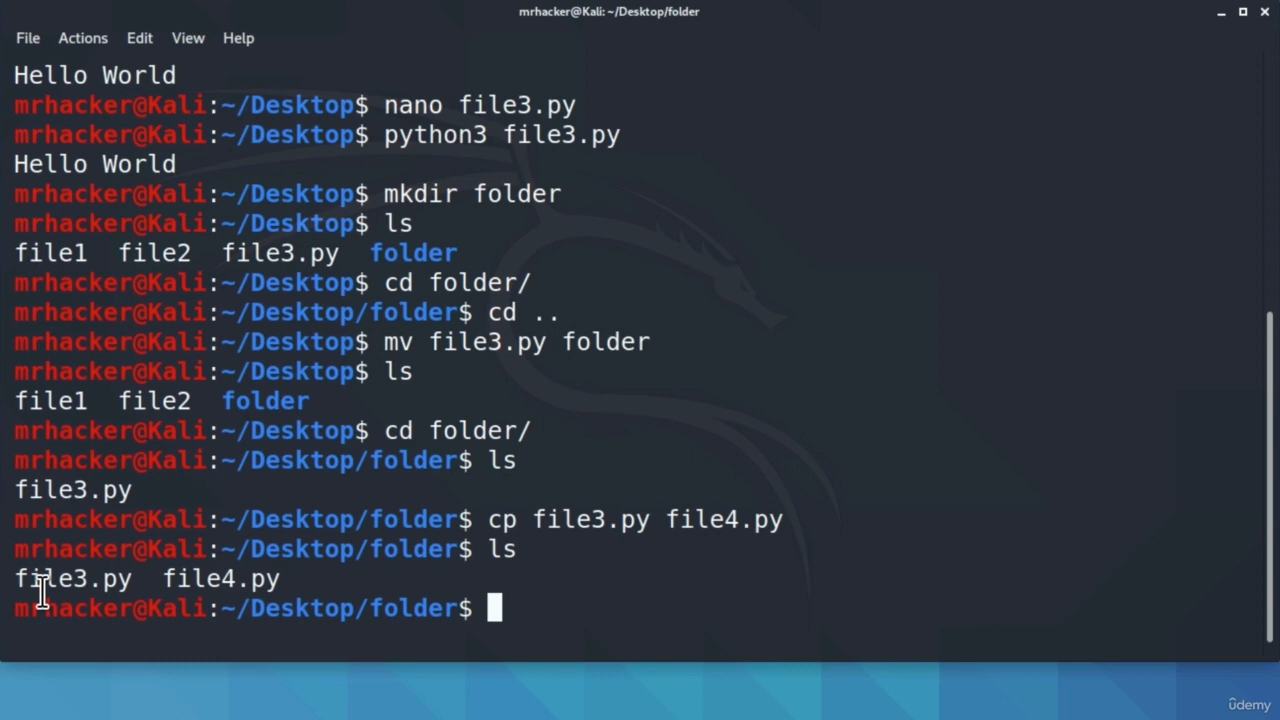 mrhacker@Kali: ~/Desktop/folder
File Actions Edit View Help
Hello World
mrhacker@Kali:~/Desktop$ nano file3.py
mrhacker@Kali:~/Desktop$ python3 file3.py
Hello World
mrhacker@Kali:~/Desktop$ mkdir folder
mrhacker@Kali:~/Desktop$ ls
file1  file2  file3.py  folder
mrhacker@Kali:~/Desktop$ cd folder/
mrhacker@Kali:~/Desktop/folder$ cd ..
mrhacker@Kali:~/Desktop$ mv file3.py folder
mrhacker@Kali:~/Desktop$ ls
file1  file2  folder
mrhacker@Kali:~/Desktop$ cd folder/
mrhacker@Kali:~/Desktop/folder$ ls
file3.py
mrhacker@Kali:~/Desktop/folder$ cp file3.py file4.py
mrhacker@Kali:~/Desktop/folder$ ls
file3.py  file4.py
mrhacker@Kali:~/Desktop/folder$
ûdemy